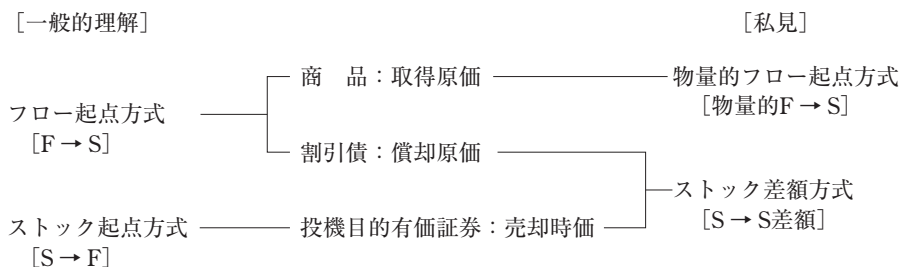 ［一般的理解］
［私見］
商　品：取得原価
物量的フロー起点方式
フロー起点方式
［物量的F → S］
［F → S］
割引債：償却原価
ストック差額方式
ストック起点方式
投機目的有価証券：売却時価
［S → S差額］
［S → F］